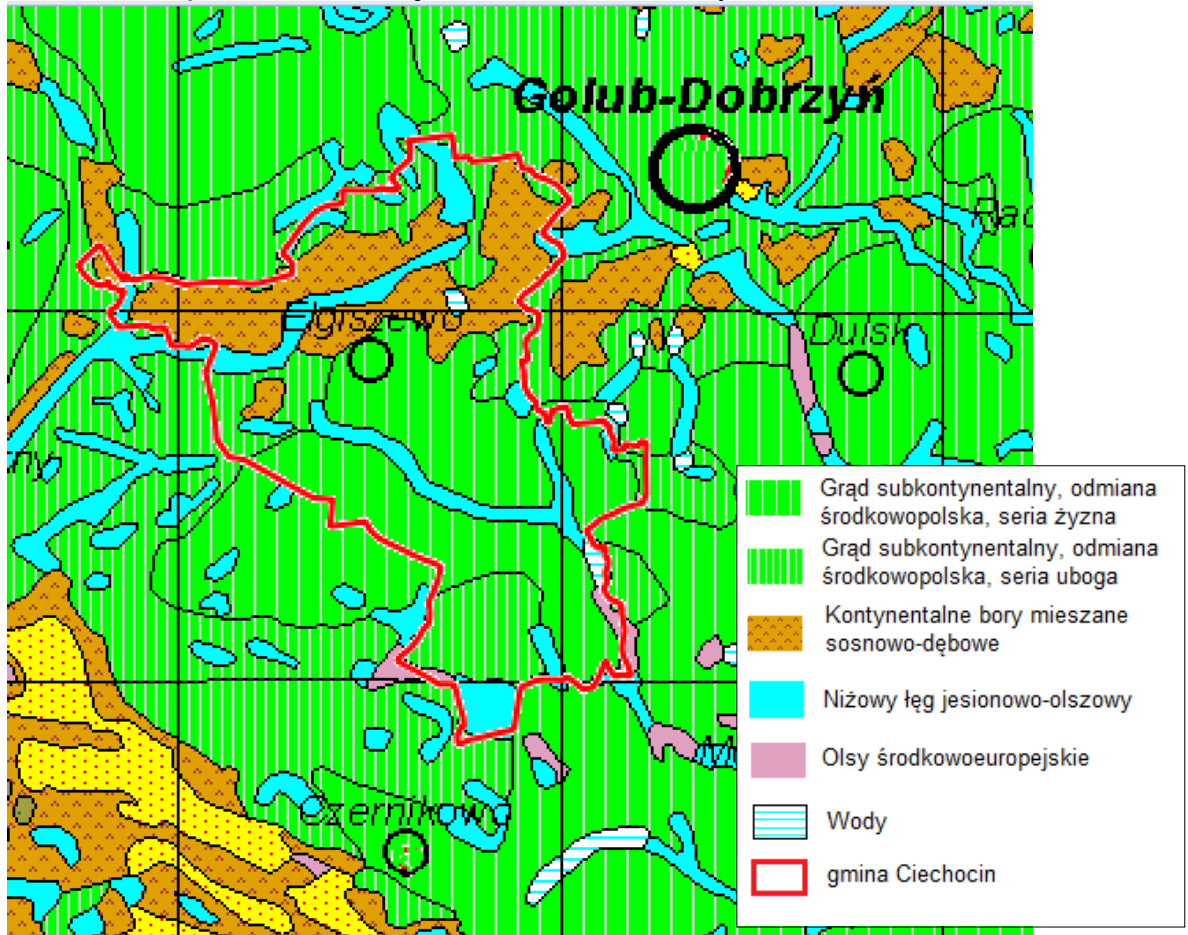 Golub-Dobrzyń
Elgiszewo
Dulsk
Czernikowo
Grąd subkontynentalny, odmiana
środkowopolska, seria żyzna
Grąd subkontynentalny, odmiana
środkowopolska, seria uboga
Kontynentalne bory mieszane
sosnowo-dębowe
Niżowy łęg jesionowo-olszowy
Olsy środkowoeuropejskie
Wody
gmina Ciechocin